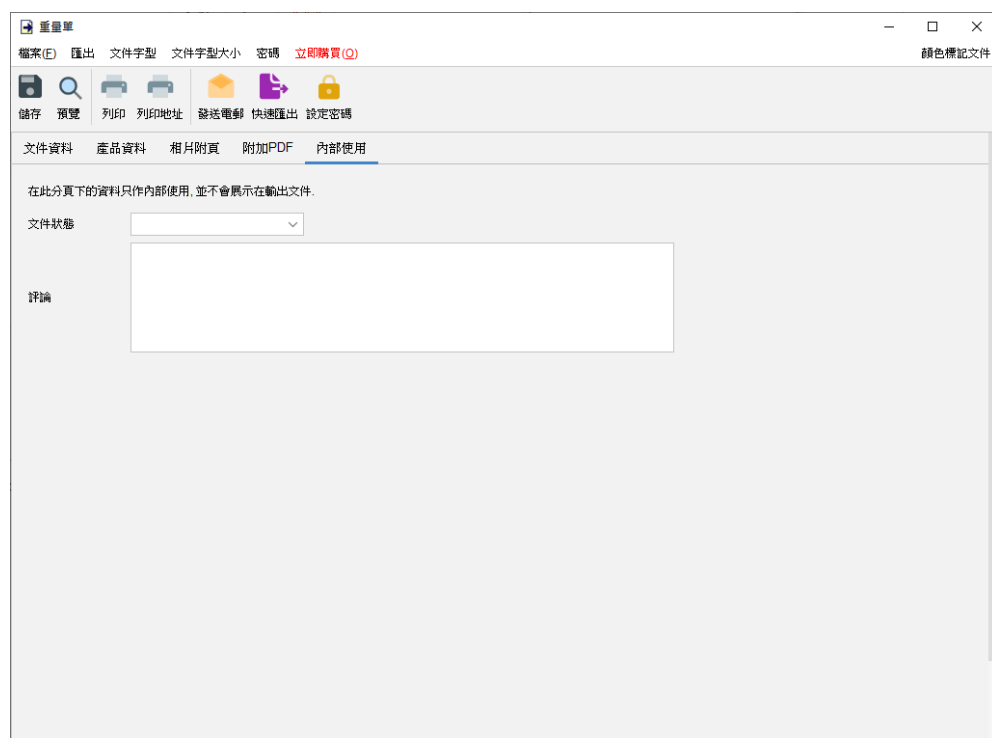 重量單
檔案(F) 匯出 文件字型 文件字型大小 密碼 立即購買(O) 顏色標記文件
儲存 預覽 列印 列印地址 發送電郵 快速匯出 設定密碼
文件資料 產品資料 相片附頁 附加PDF 內部使用
在此分頁下的資料只作內部使用, 並不會展示在輸出文件.
文件狀態
評論